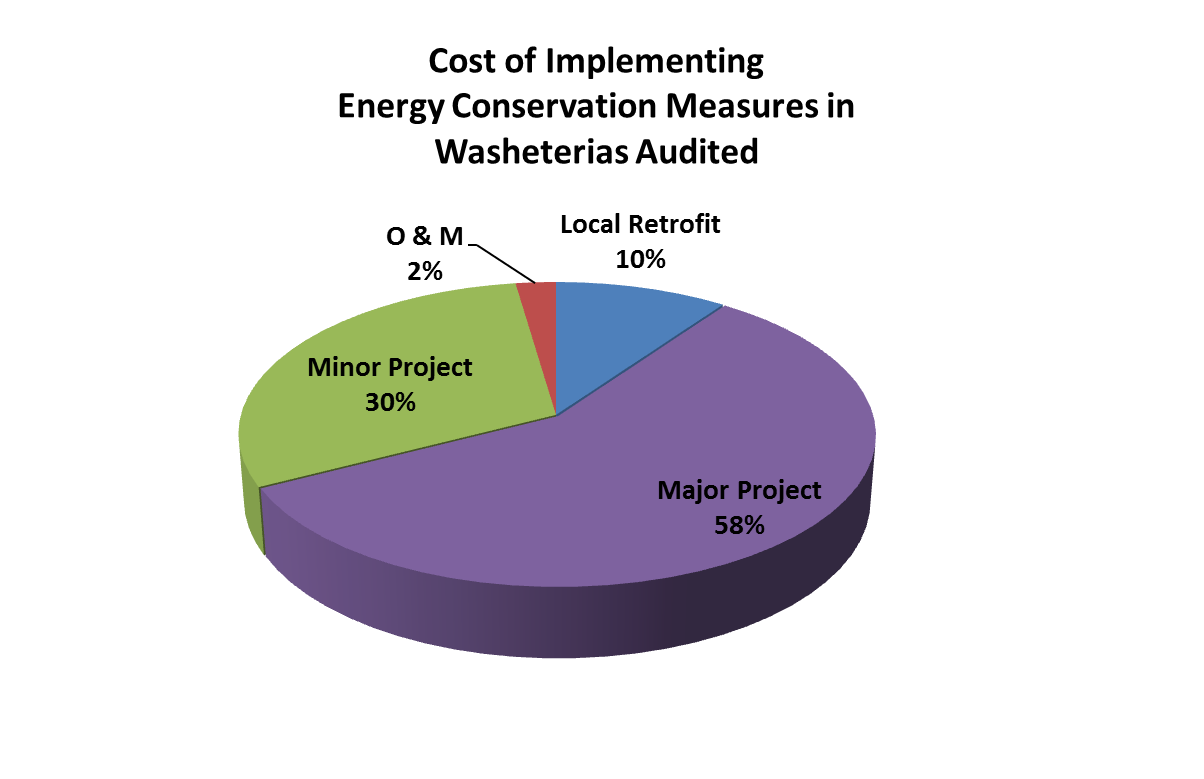 Cost of Implementing
Energy Conservation Measures in
Washeterias Audited
O & M
2%
Local Retrofit
10%
Minor Project
30%
Major Project
58%